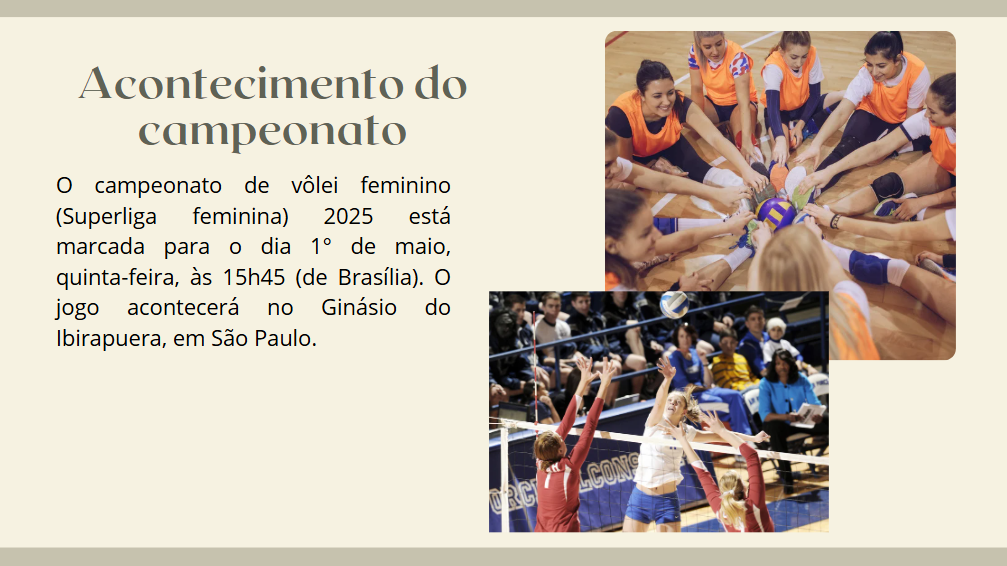 Acontecimento do
campeonato
O campeonato de vôlei feminino
(Superliga feminina) 2025 está
marcada para o dia 1º de maio,
quinta-feira, às 15h45 (de Brasília). O
jogo acontecerá no Ginásio do
Ibirapuera, em São Paulo.